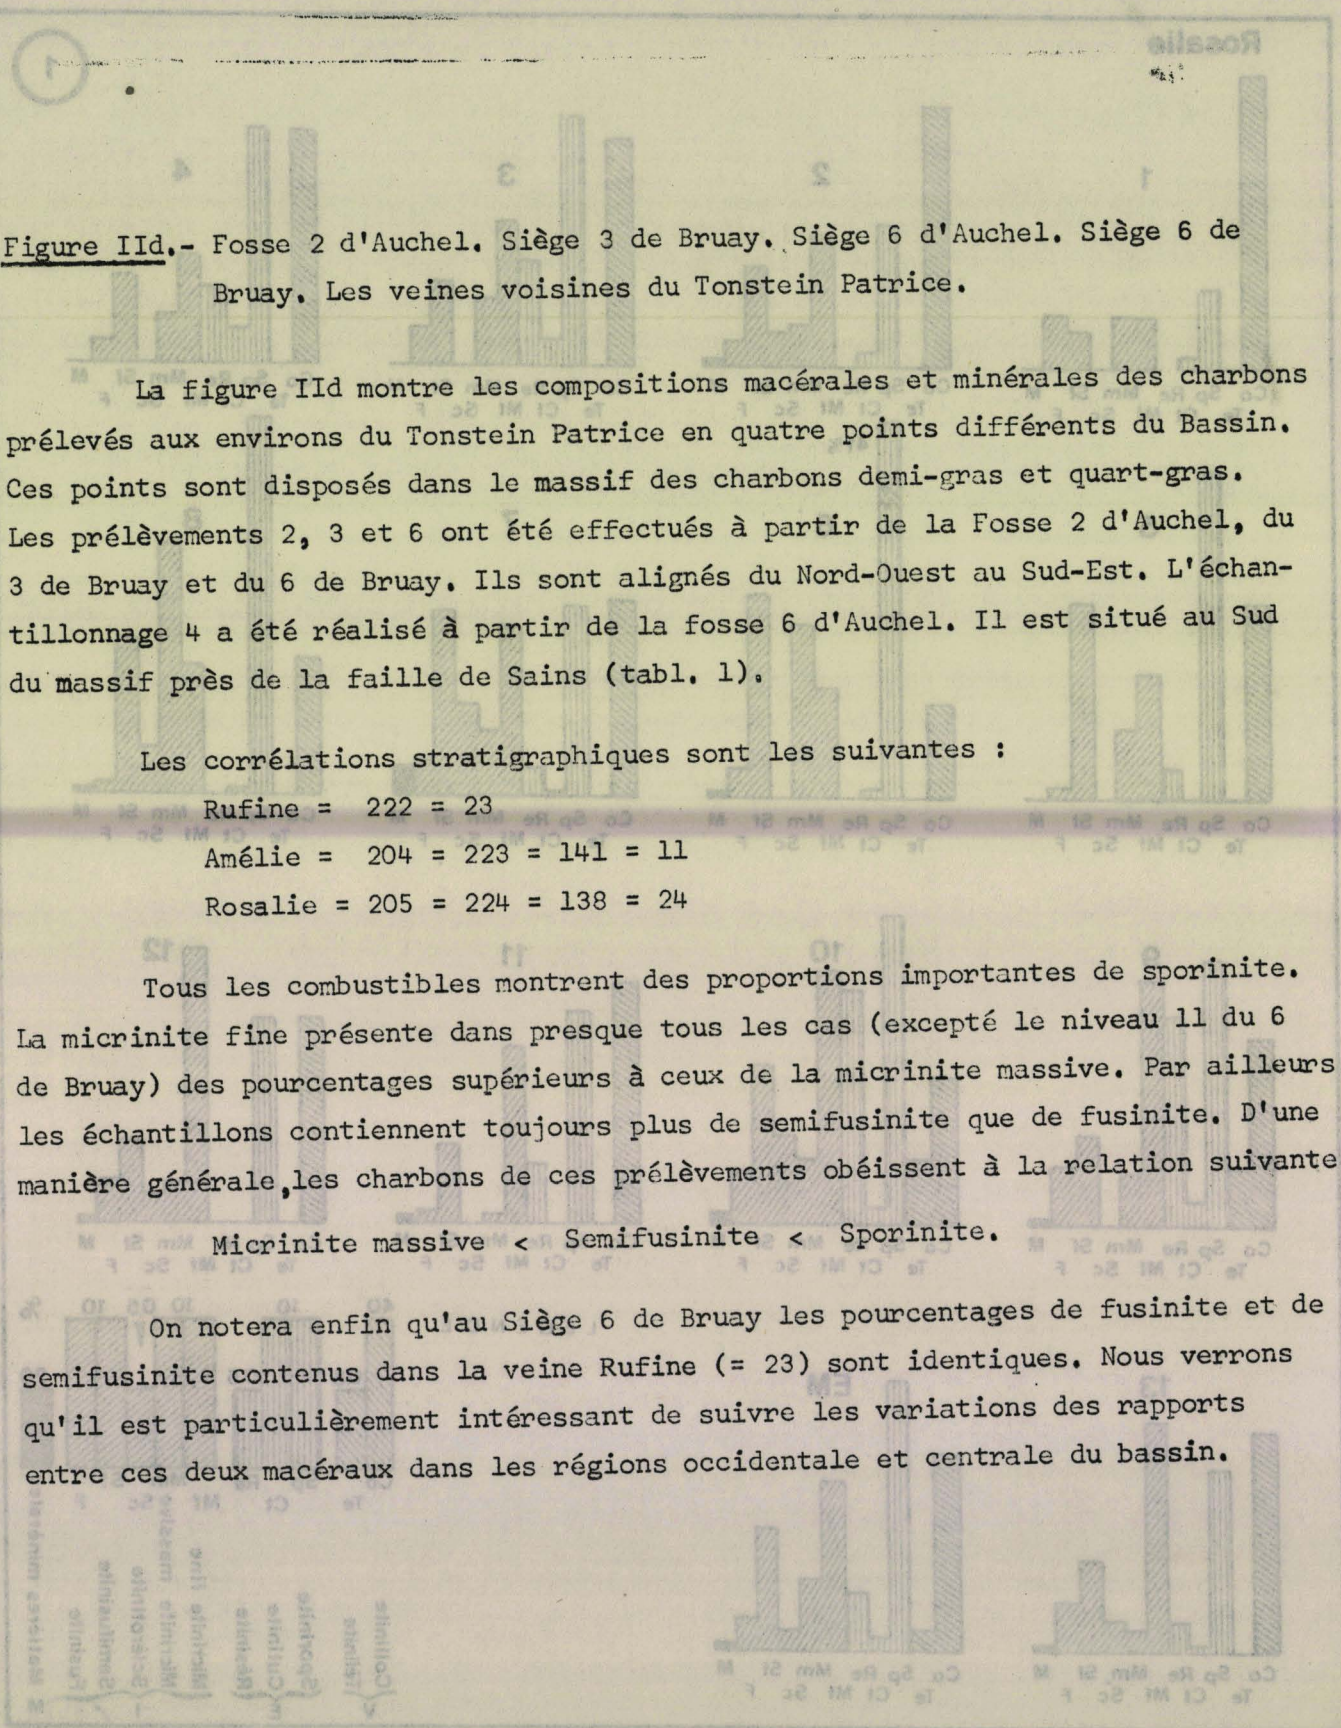 Figure IId.- Fosse 2 d'Auchel. Siège 3 de Bruay. Siège 6 d'Auchel. Siège 6 de
Bruay. Les veines voisines du Tonstein Patrice.
La figure IId montre les compositions macérales et minérales des charbons
prélevés aux environs du Tonstein Patrice en quatre points différents du Bassin.
Ces points sont disposés dans le massif des charbons demi-gras et quart-gras.
Les prélèvements 2, 3 et 6 ont été effectués à partir de la Fosse 2 d'Auchel, du
3 de Bruay et du 6 de Bruay. Ils sont alignés du Nord-Ouest au Sud-Est. L'échan-
tillonnage 4 a été réalisé à partir de la fosse 6 d'Auchel. Il est situé au Sud
du massif près de la faille de Sains (tabl. 1).
Les corrélations stratigraphiques sont les suivantes :
Rufine = 222 = 23
Amélie = 204 = 223 = 141 = 11
Rosalie = 205 = 224 = 138 = 24
Tous les combustibles montrent des proportions importantes de sporinite.
La micrinite fine présente dans presque tous les cas (excepté le niveau 11 du 6
de Bruay) des pourcentages supérieurs à ceux de la micrinite massive. Par ailleurs
les échantillons contiennent toujours plus de semifusinite que de fusinite. D'une
manière générale,les charbons de ces prélèvements obéissent à la relation suivante
Micrinite massive < Semifusinite < Sporinite.
On notera enfin qu'au Siège 6 de Bruay les pourcentages de fusinite et de
semifusinite contenus dans la veine Rufine (= 23) sont identiques. Nous verrons
qu'il est particulièrement intéressant de suivre les variations des rapports
entre ces deux macéraux dans les régions occidentale et centrale du bassin.